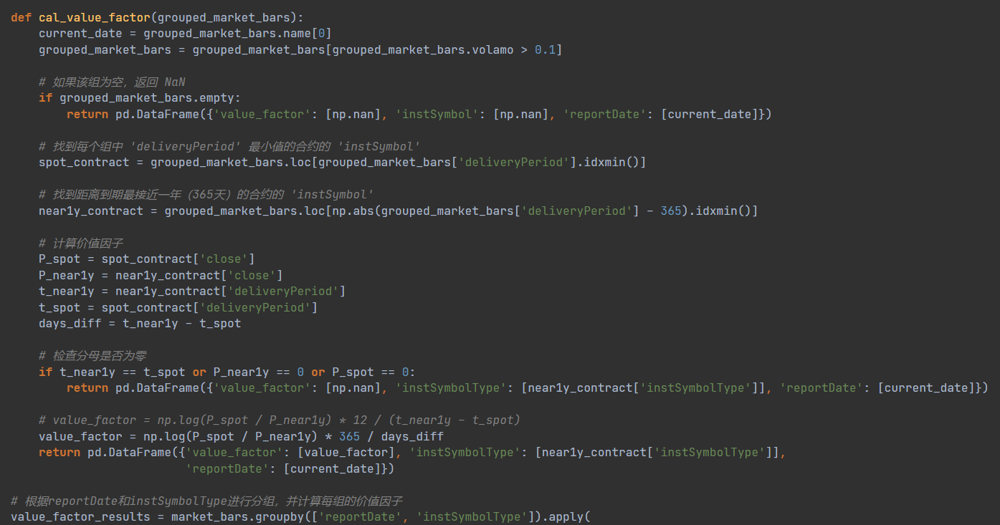 def cal_value_factor(grouped_market_bars):
    current_date = grouped_market_bars.name[0]
    grouped_market_bars = grouped_market_bars[grouped_market_bars.volamo > 0.1]
    # 如果该组为空，返回 NaN
    if grouped_market_bars.empty:
        return pd.DataFrame({'value_factor': [np.nan], 'instSymbol': [np.nan], 'reportDate': [current_date]})
    # 找到每个组中 'deliveryPeriod' 最小值的合约的 'instSymbol'
    spot_contract = grouped_market_bars.loc[grouped_market_bars['deliveryPeriod'].idxmin()]
    # 找到距离到期最接近一年（365天）的合约的 'instSymbol'
    near1y_contract = grouped_market_bars.loc[np.abs(grouped_market_bars['deliveryPeriod'] - 365).idxmin()]
    # 计算价值因子
    P_spot = spot_contract['close']
    P_near1y = near1y_contract['close']
    t_near1y = near1y_contract['deliveryPeriod']
    t_spot = spot_contract['deliveryPeriod']
    days_diff = t_near1y - t_spot
    # 检查分母是否为零
    if t_near1y == t_spot or P_near1y == 0 or P_spot == 0:
        return pd.DataFrame({'value_factor': [np.nan], 'instSymbolType': [near1y_contract['instSymbolType']], 'reportDate': [current_date]})
    # value_factor = np.log(P_spot / P_near1y) * 12 / (t_near1y - t_spot)
    value_factor = np.log(P_spot / P_near1y) * 365 / days_diff
    return pd.DataFrame({'value_factor': [value_factor], 'instSymbolType': [near1y_contract['instSymbolType']],
                         'reportDate': [current_date]})
# 根据reportDate和instSymbolType进行分组，并计算每组的价值因子
value_factor_results = market_bars.groupby(['reportDate', 'instSymbolType']).apply(